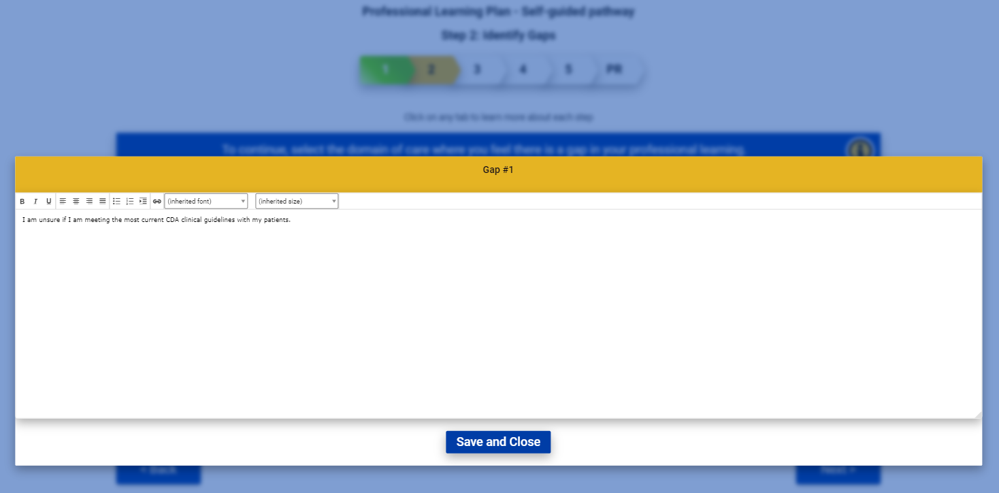 Professional Learning Plan - Self-guided pathway
Step 2: Identify Gaps
1 2 3 4 5 PR
Click on any tab to learn more about each step
To continue, select the domain of care where you feel there is a gap in your professional learning.
Gap #1
B I U (inherited font) (inherited size)
I am unsure if I am meeting the most current CDA clinical guidelines with my patients.
Save and Close
< Back Next >